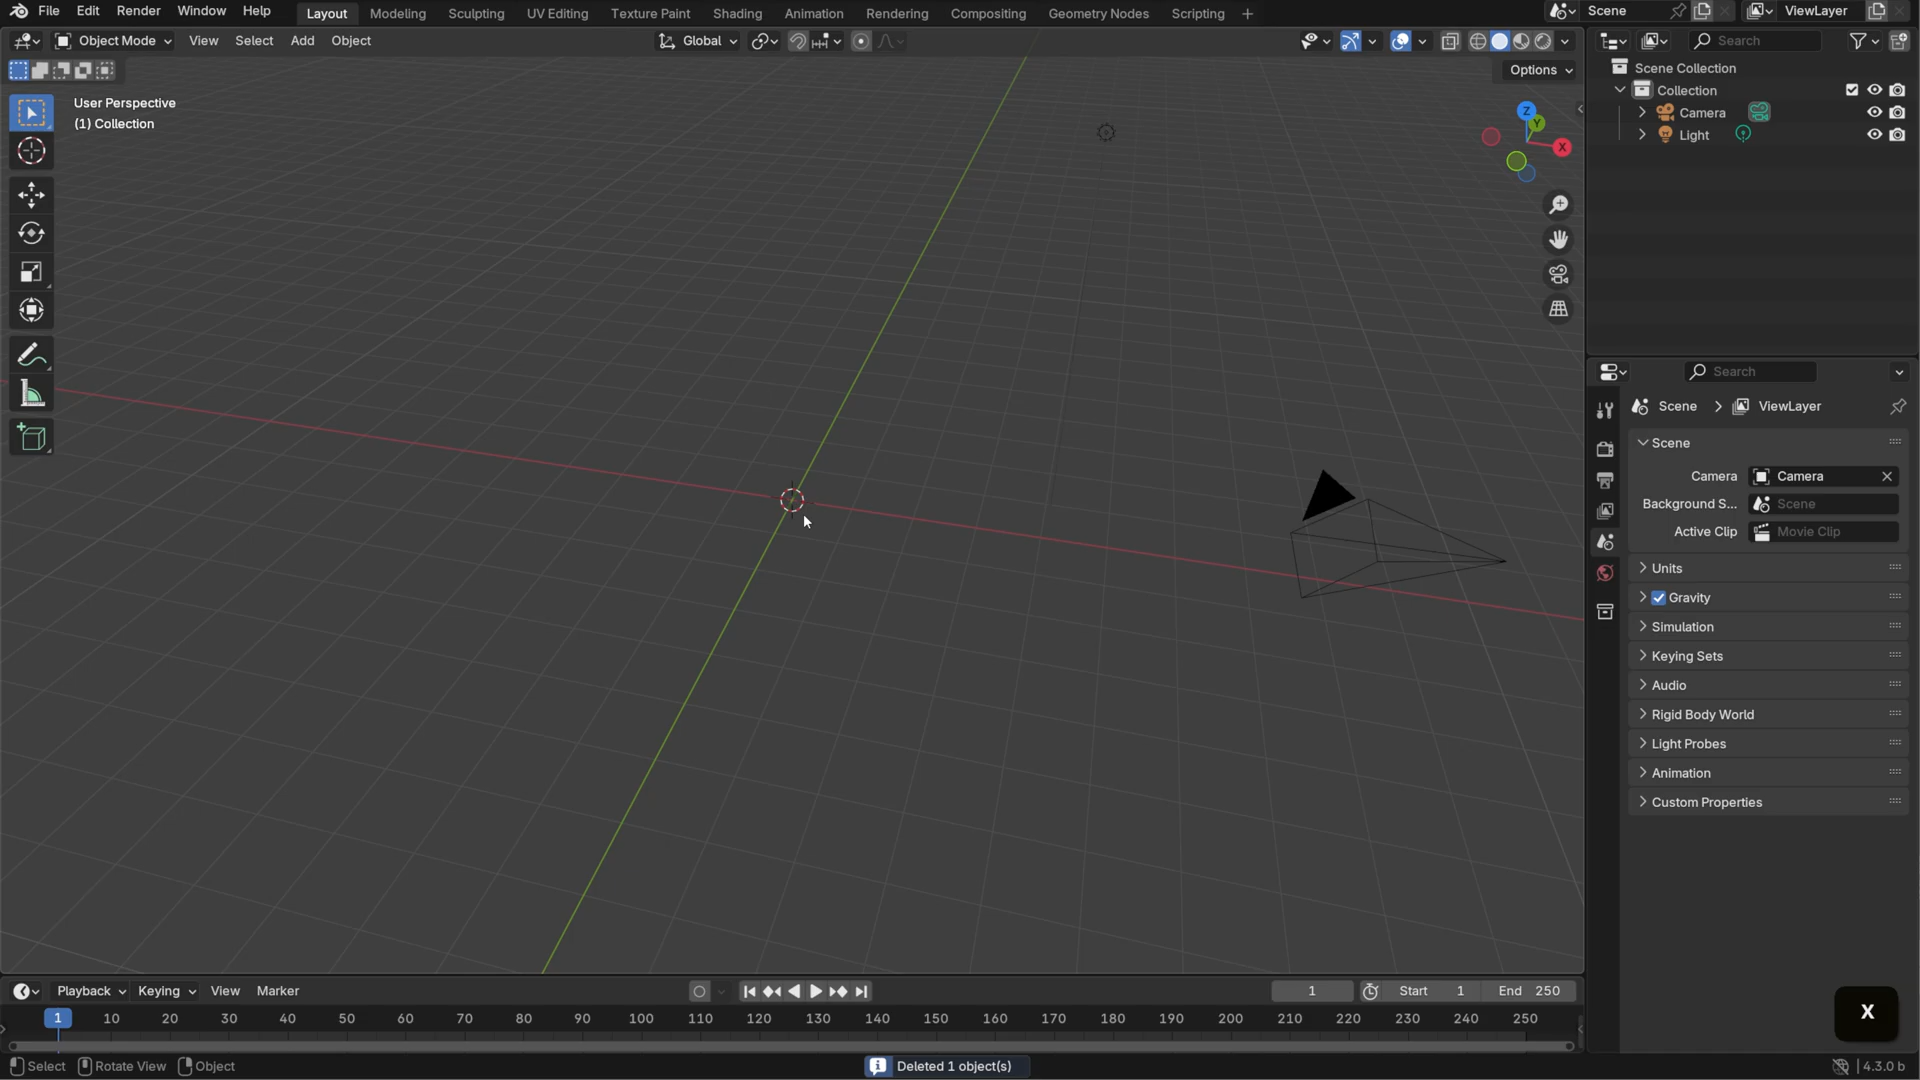 File Edit Render Window Help Layout Modeling Sculpting UV Editing Texture Paint Shading Animation Rendering Compositing Geometry Nodes Scripting + Scene ViewLayer
Object Mode View Select Add Object Global Search
Options
User Perspective
(1) Collection
Z
Y
X
Scene Collection
Collection
Camera
Light
Search
Scene > ViewLayer
Scene
Camera Camera
Background S... Scene
Active Clip Movie Clip
Units
Gravity
Simulation
Keying Sets
Audio
Rigid Body World
Light Probes
Animation
Custom Properties
Playback Keying View Marker 1 Start 1 End 250
1 10 20 30 40 50 60 70 80 90 100 110 120 130 140 150 160 170 180 190 200 210 220 230 240 250
X
Select Rotate View Object Deleted 1 object(s) 4.3.0 b